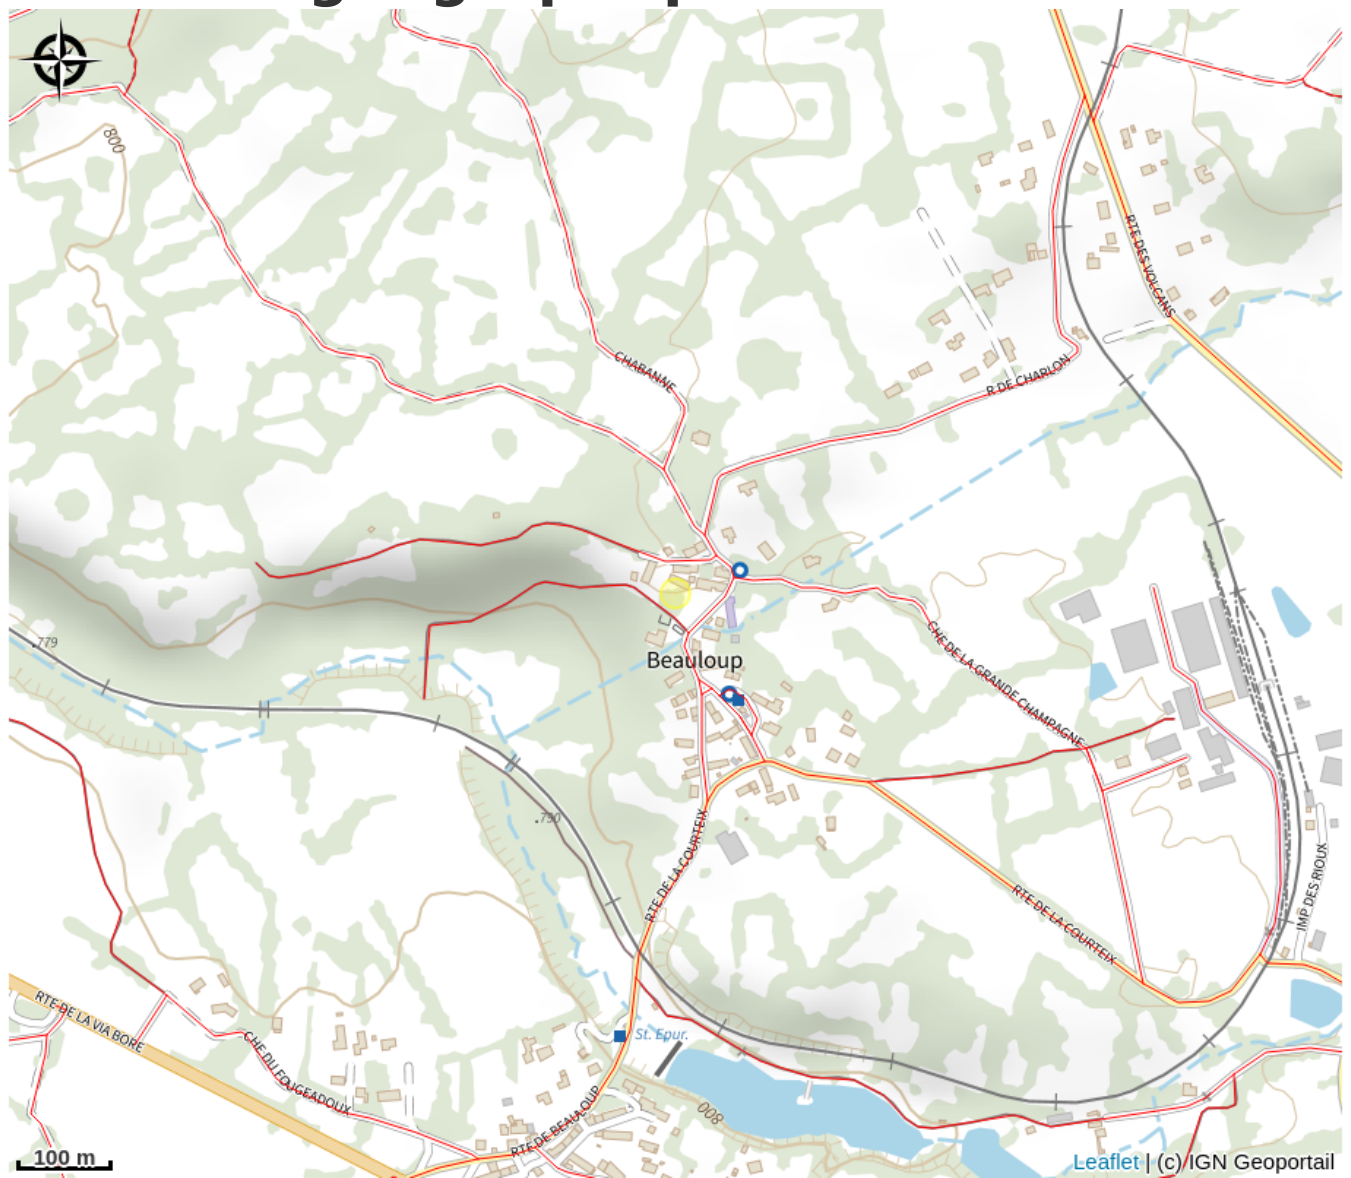 800
RTE DES VOLCANS
CHABANNE
R DE CHARLON
779
Beauloup
CHE DE LA GRANDE CHAMPAGNE
790
RTE DE LA COURTEIX
RTE DE LA COURTEIX
IMP DES RIOUX
RTE DE LA VIA BORE
CHE DU FOUGEADOUX
St. Epur.
RTE DE BEAULOUP
800
100 m
Leaflet | (c) IGN Geoportail